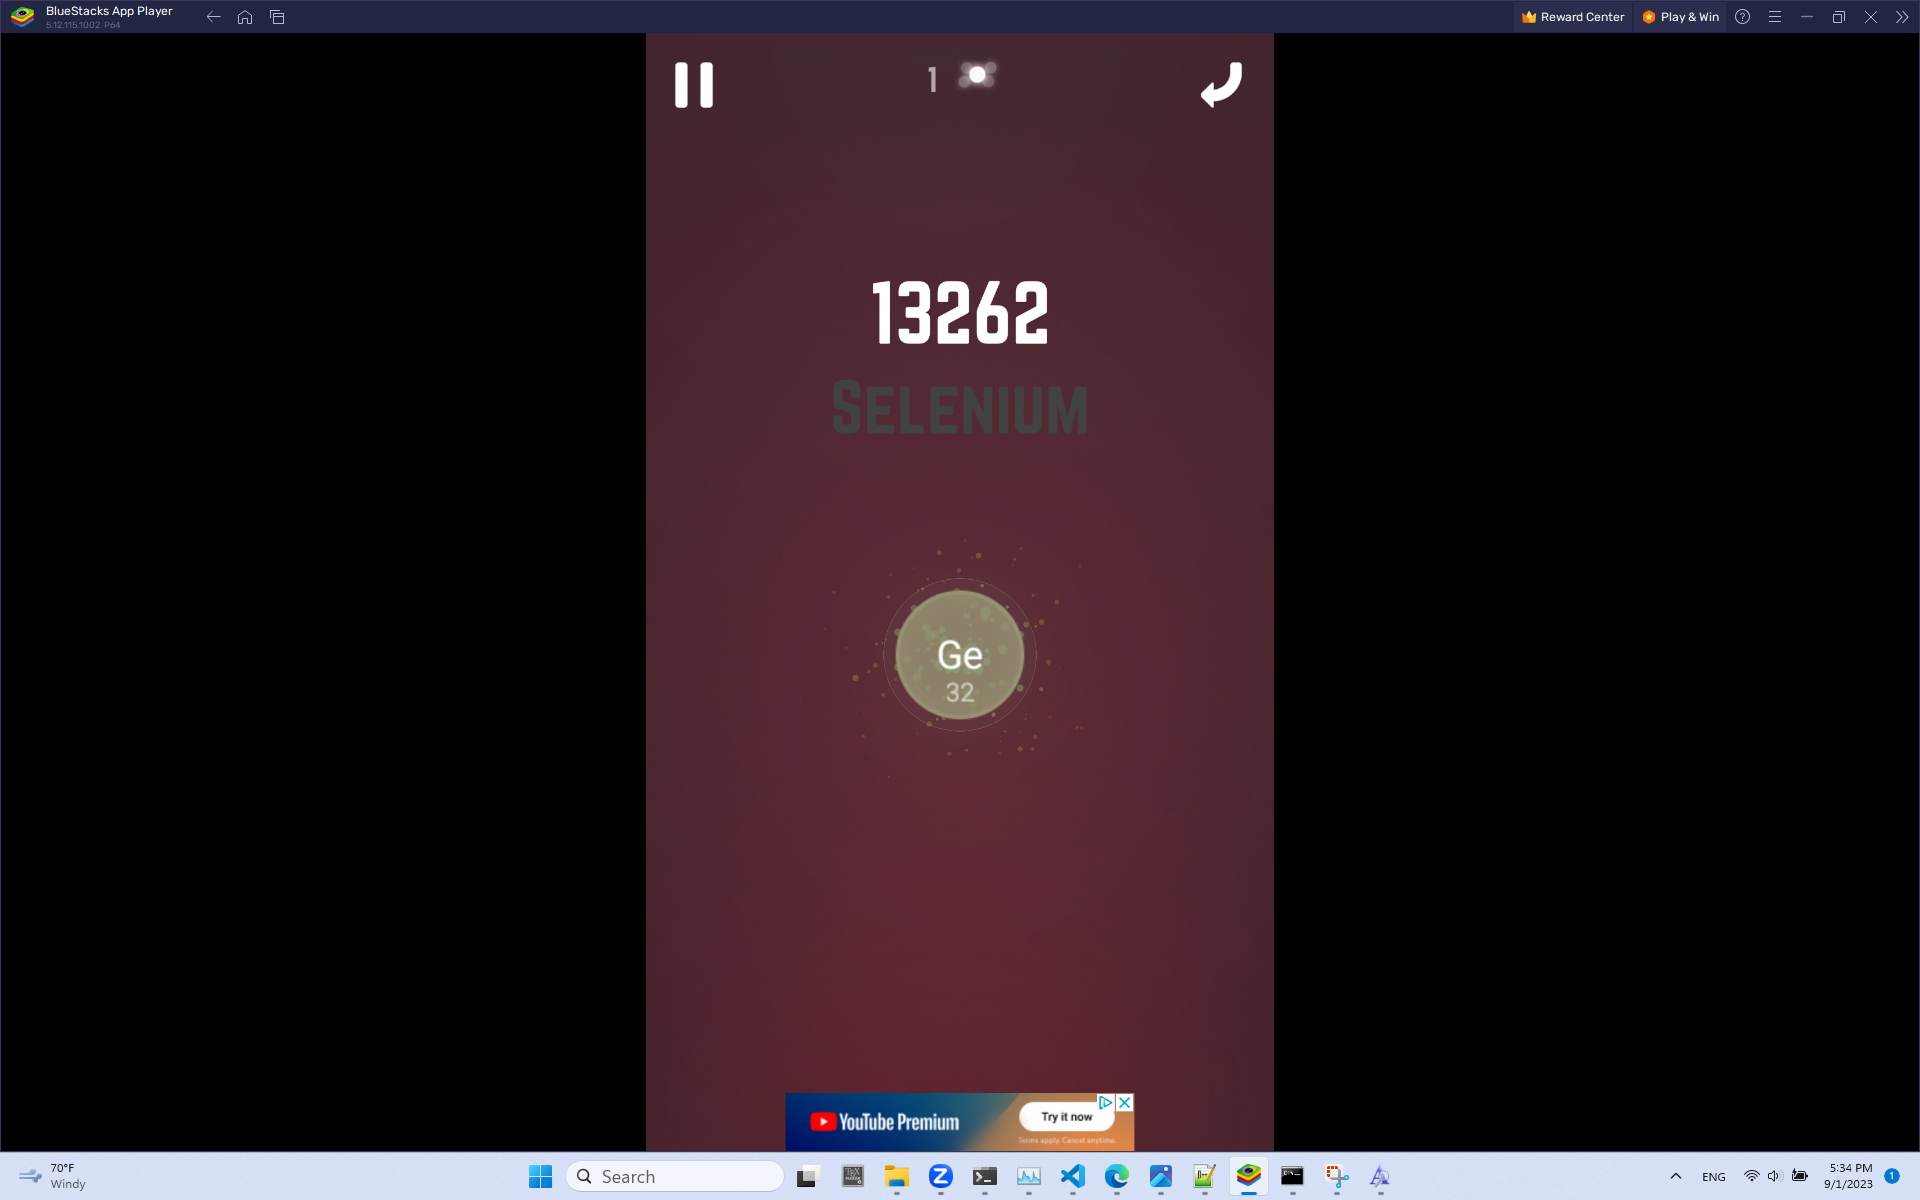 BlueStacks App Player
5.12.115.1002 P64
Reward Center
Play & Win
1
13262
SELENIUM
Ge
32
YouTube Premium
Try it now
Terms apply. Cancel anytime.
70°F
Windy
Search
ENG
5:34 PM
9/1/2023
1